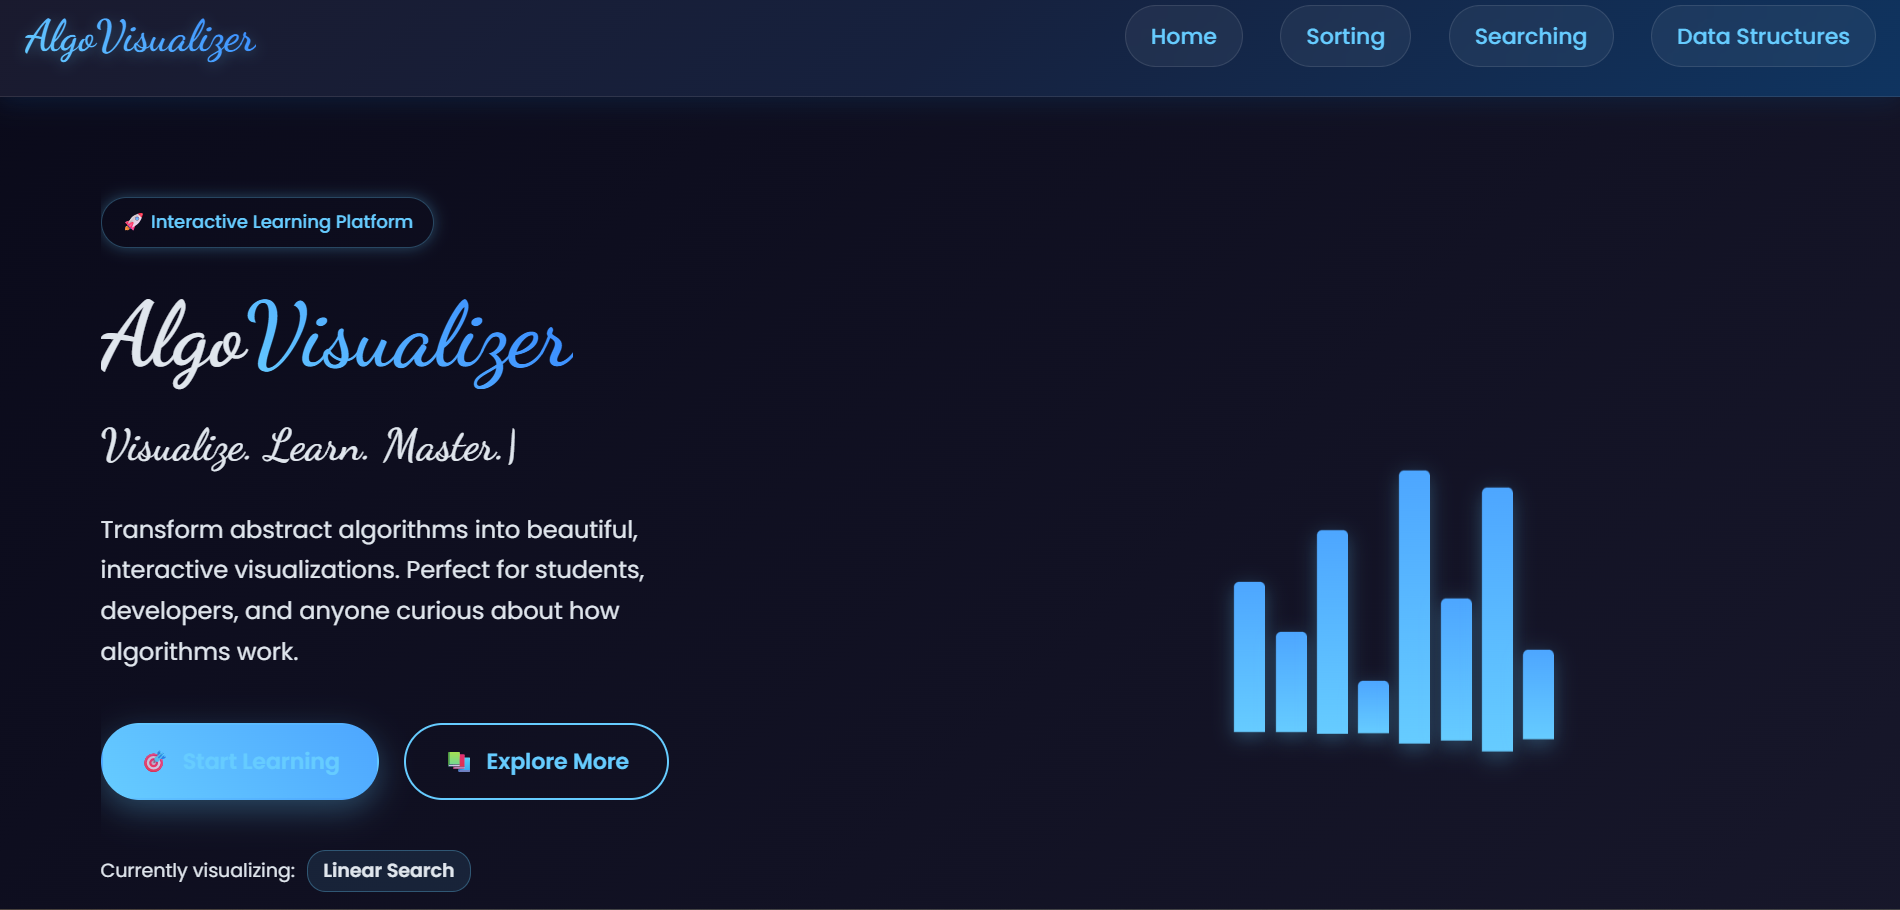 AlgoVisualizer
Home
Sorting
Searching
Data Structures
🚀 Interactive Learning Platform
AlgoVisualizer
Visualize. Learn. Master.|
Transform abstract algorithms into beautiful,
interactive visualizations. Perfect for students,
developers, and anyone curious about how
algorithms work.
🎯 Start Learning
📚 Explore More
Currently visualizing: Linear Search